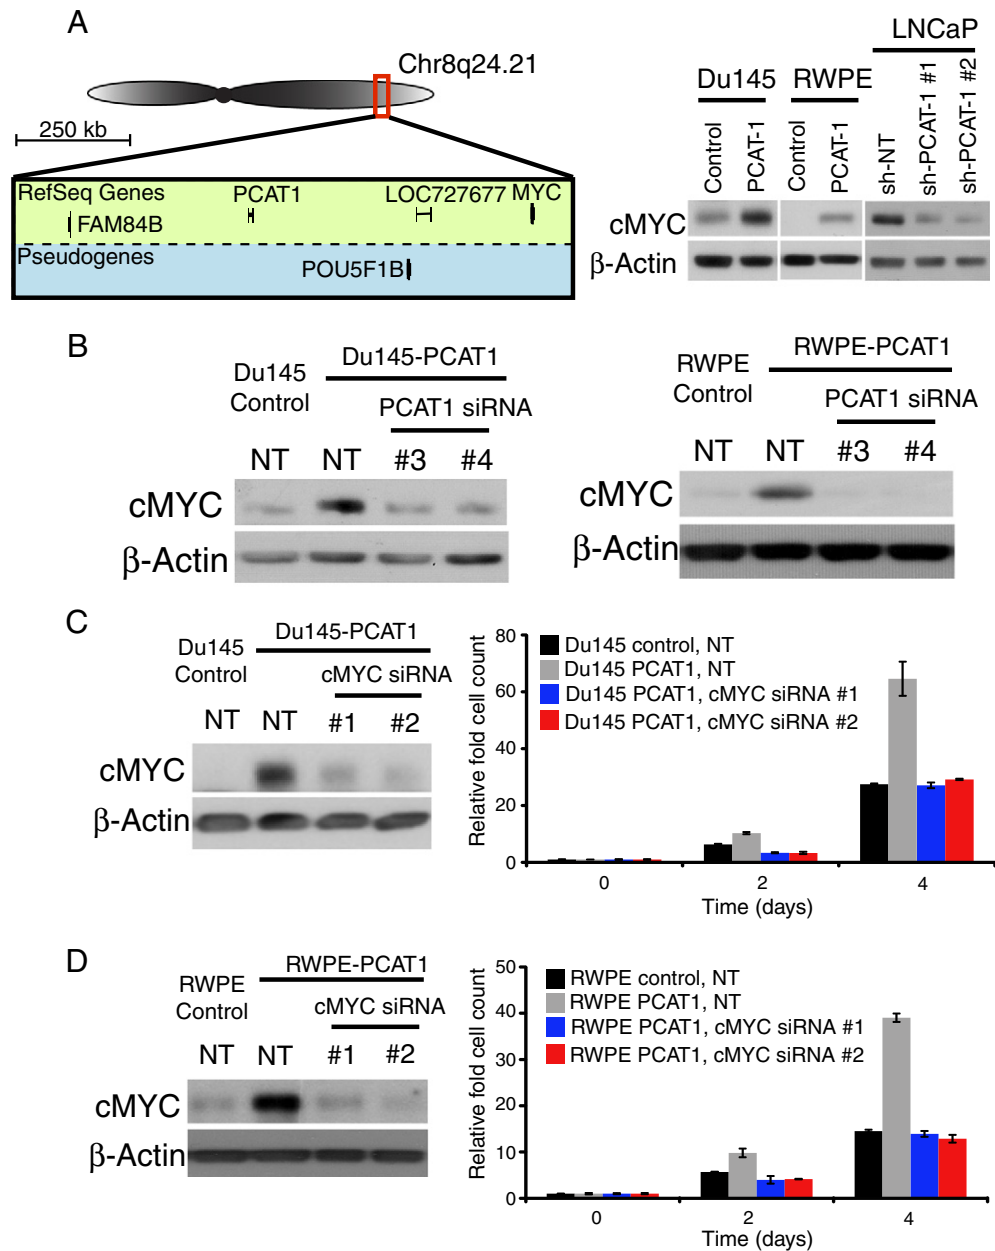 A
Chr8q24.21
250 kb
RefSeq Genes
PCAT1
LOC727677 MYC
FAM84B
Pseudogenes
POU5F1B
LNCaP
Du145 RWPE
Control
PCAT-1
Control
PCAT-1
sh-NT
sh-PCAT-1 #1
sh-PCAT-1 #2
cMYC
β-Actin
B
Du145
Control
Du145-PCAT1
PCAT1 siRNA
NT NT #3 #4
cMYC
β-Actin
RWPE
Control
RWPE-PCAT1
PCAT1 siRNA
NT NT #3 #4
cMYC
β-Actin
C
Du145
Control
Du145-PCAT1
cMYC siRNA
NT NT #1 #2
cMYC
β-Actin
Relative fold cell count
80
60
40
20
0
Du145 control, NT
Du145 PCAT1, NT
Du145 PCAT1, cMYC siRNA #1
Du145 PCAT1, cMYC siRNA #2
0 2 4
Time (days)
D
RWPE
Control
RWPE-PCAT1
cMYC siRNA
NT NT #1 #2
cMYC
β-Actin
Relative fold cell count
50
40
30
20
10
0
RWPE control, NT
RWPE PCAT1, NT
RWPE PCAT1, cMYC siRNA #1
RWPE PCAT1, cMYC siRNA #2
0 2 4
Time (days)